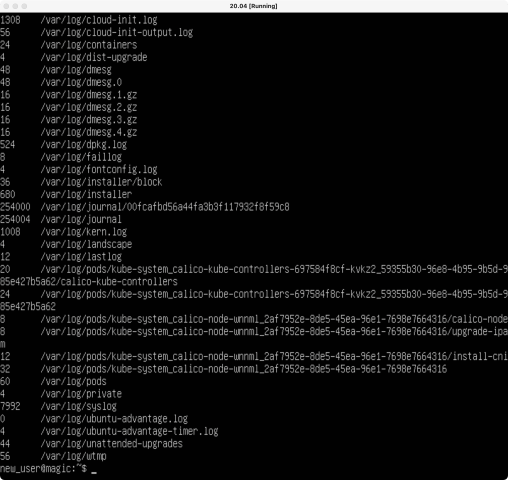 20.04 [Running]
1308 /var/log/cloud-init.log
56 /var/log/cloud-init-output.log
24 /var/log/containers
4 /var/log/dist-upgrade
48 /var/log/dmesg
48 /var/log/dmesg.0
16 /var/log/dmesg.1.gz
16 /var/log/dmesg.2.gz
16 /var/log/dmesg.3.gz
16 /var/log/dmesg.4.gz
524 /var/log/dpkg.log
8 /var/log/faillog
4 /var/log/fontconfig.log
36 /var/log/installer/block
680 /var/log/installer
254000 /var/log/journal/00fcafbd56a44fa3b3f117932f8f59c8
254004 /var/log/journal
1008 /var/log/kern.log
4 /var/log/landscape
12 /var/log/lastlog
20 /var/log/pods/kube-system_calico-kube-controllers-697584f8cf-kvkz2_59355b30-96e8-4b95-9b5d-9
85e427b5a62/calico-kube-controllers
24 /var/log/pods/kube-system_calico-kube-controllers-697584f8cf-kvkz2_59355b30-96e8-4b95-9b5d-9
85e427b5a62
8 /var/log/pods/kube-system_calico-node-wnnml_2af7952e-8de5-45ea-96e1-7698e7664316/calico-node
8 /var/log/pods/kube-system_calico-node-wnnml_2af7952e-8de5-45ea-96e1-7698e7664316/upgrade-ipa
m
12 /var/log/pods/kube-system_calico-node-wnnml_2af7952e-8de5-45ea-96e1-7698e7664316/install-cni
32 /var/log/pods/kube-system_calico-node-wnnml_2af7952e-8de5-45ea-96e1-7698e7664316
60 /var/log/pods
4 /var/log/private
7992 /var/log/syslog
0 /var/log/ubuntu-advantage.log
4 /var/log/ubuntu-advantage-timer.log
44 /var/log/unattended-upgrades
56 /var/log/wtmp
new_user@magic:~$ _